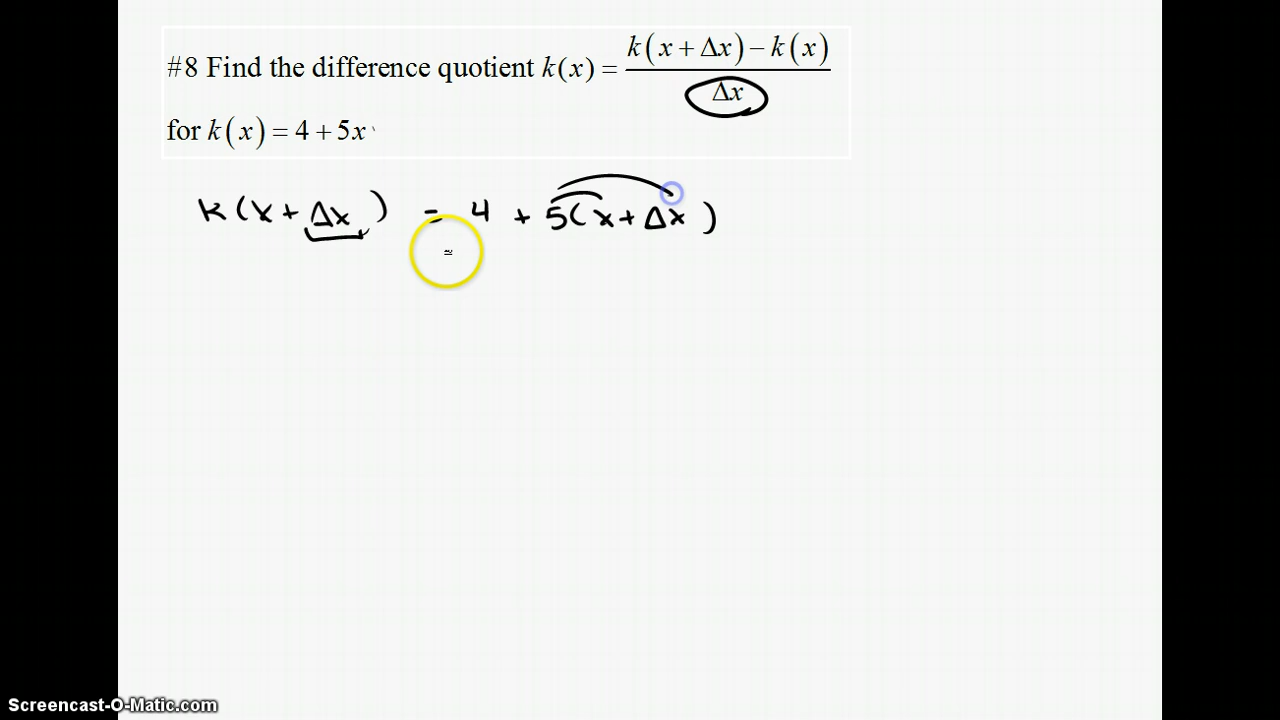 #8 Find the difference quotient k(x) = k(x + Δx) − k(x)
Δx
for k(x) = 4 + 5x
k(x + Δx) = 4 + 5(x + Δx)
=
Screencast-O-Matic.com